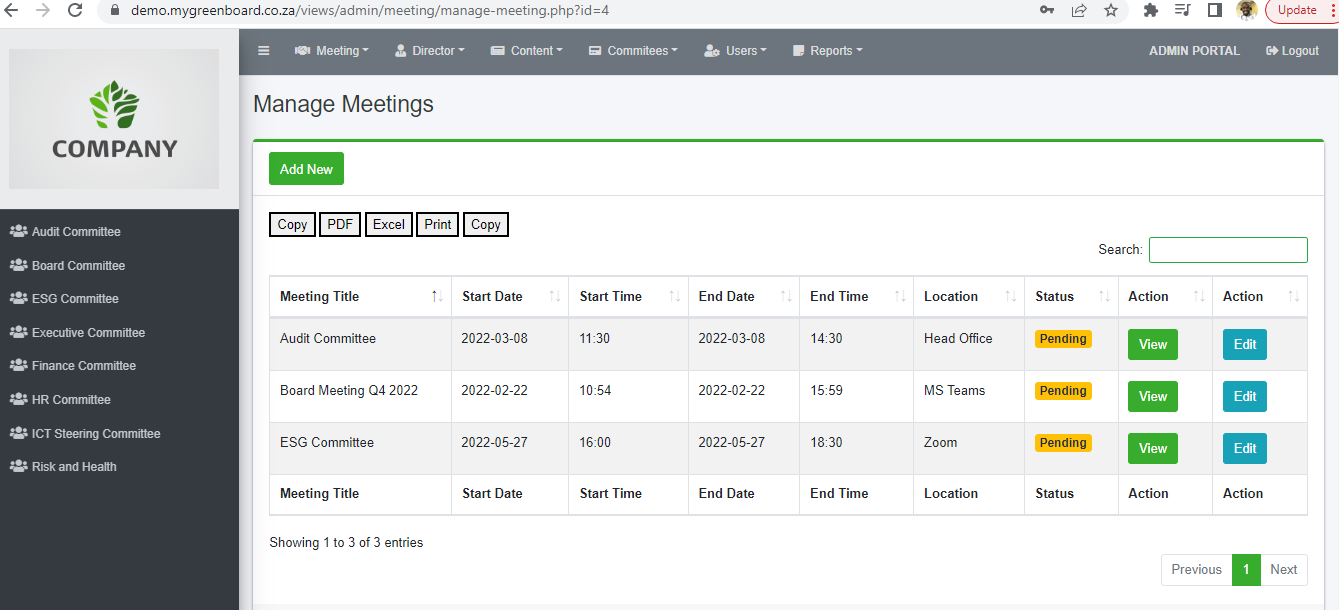 demo.mygreenboard.co.za/views/admin/meeting/manage-meeting.php?id=4 Update
COMPANY
Meeting Director Content Commitees Users Reports ADMIN PORTAL Logout
Manage Meetings
Add New
Copy PDF Excel Print Copy
Search:
Audit Committee
Board Committee
ESG Committee
Executive Committee
Finance Committee
HR Committee
ICT Steering Committee
Risk and Health
Meeting Title Start Date Start Time End Date End Time Location Status Action Action
Audit Committee 2022-03-08 11:30 2022-03-08 14:30 Head Office Pending View Edit
Board Meeting Q4 2022 2022-02-22 10:54 2022-02-22 15:59 MS Teams Pending View Edit
ESG Committee 2022-05-27 16:00 2022-05-27 18:30 Zoom Pending View Edit
Meeting Title Start Date Start Time End Date End Time Location Status Action Action
Showing 1 to 3 of 3 entries
Previous 1 Next